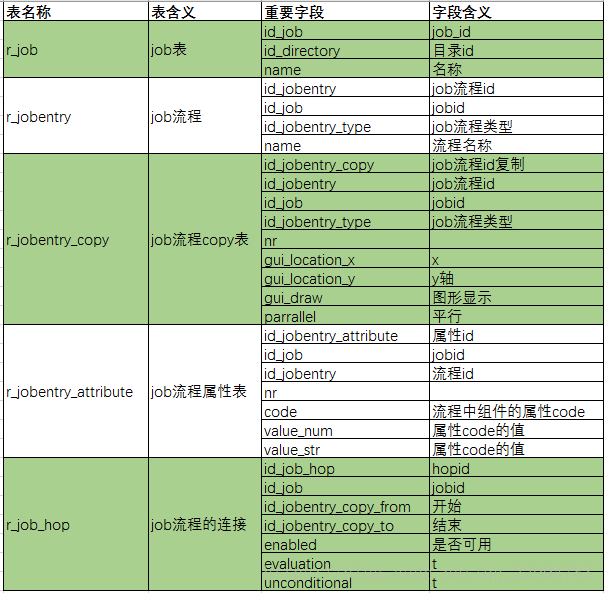 表名称 表含义 重要字段 字段含义
r_job job表 id_job job_id
id_directory 目录id
name 名称
r_jobentry job流程 id_jobentry job流程id
id_job jobid
id_jobentry_type job流程类型
name 流程名称
r_jobentry_copy job流程copy表 id_jobentry_copy job流程id复制
id_jobentry job流程id
id_job jobid
id_jobentry_type job流程类型
nr
gui_location_x x
gui_location_y y轴
gui_draw 图形显示
parrallel 平行
r_jobentry_attribute job流程属性表 id_jobentry_attribute 属性id
id_job jobid
id_jobentry 流程id
nr
code 流程中组件的属性code
value_num 属性code的值
value_str 属性code的值
r_job_hop job流程的连接 id_job_hop hopid
id_job jobid
id_jobentry_copy_from 开始
id_jobentry_copy_to 结束
enabled 是否可用
evaluation t
unconditional t